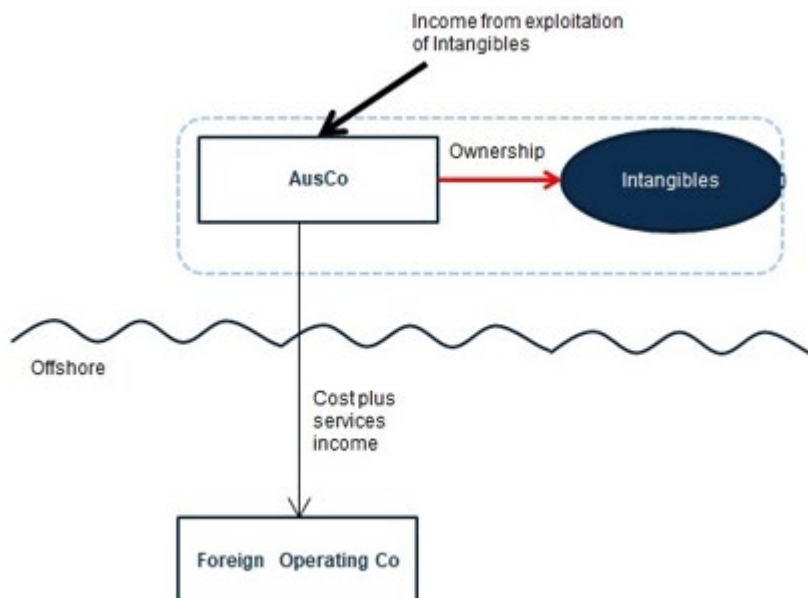 Income from exploitation
of Intangibles
Ownership
AusCo
Intangibles
Offshore
Cost plus
services
income
Foreign Operating Co